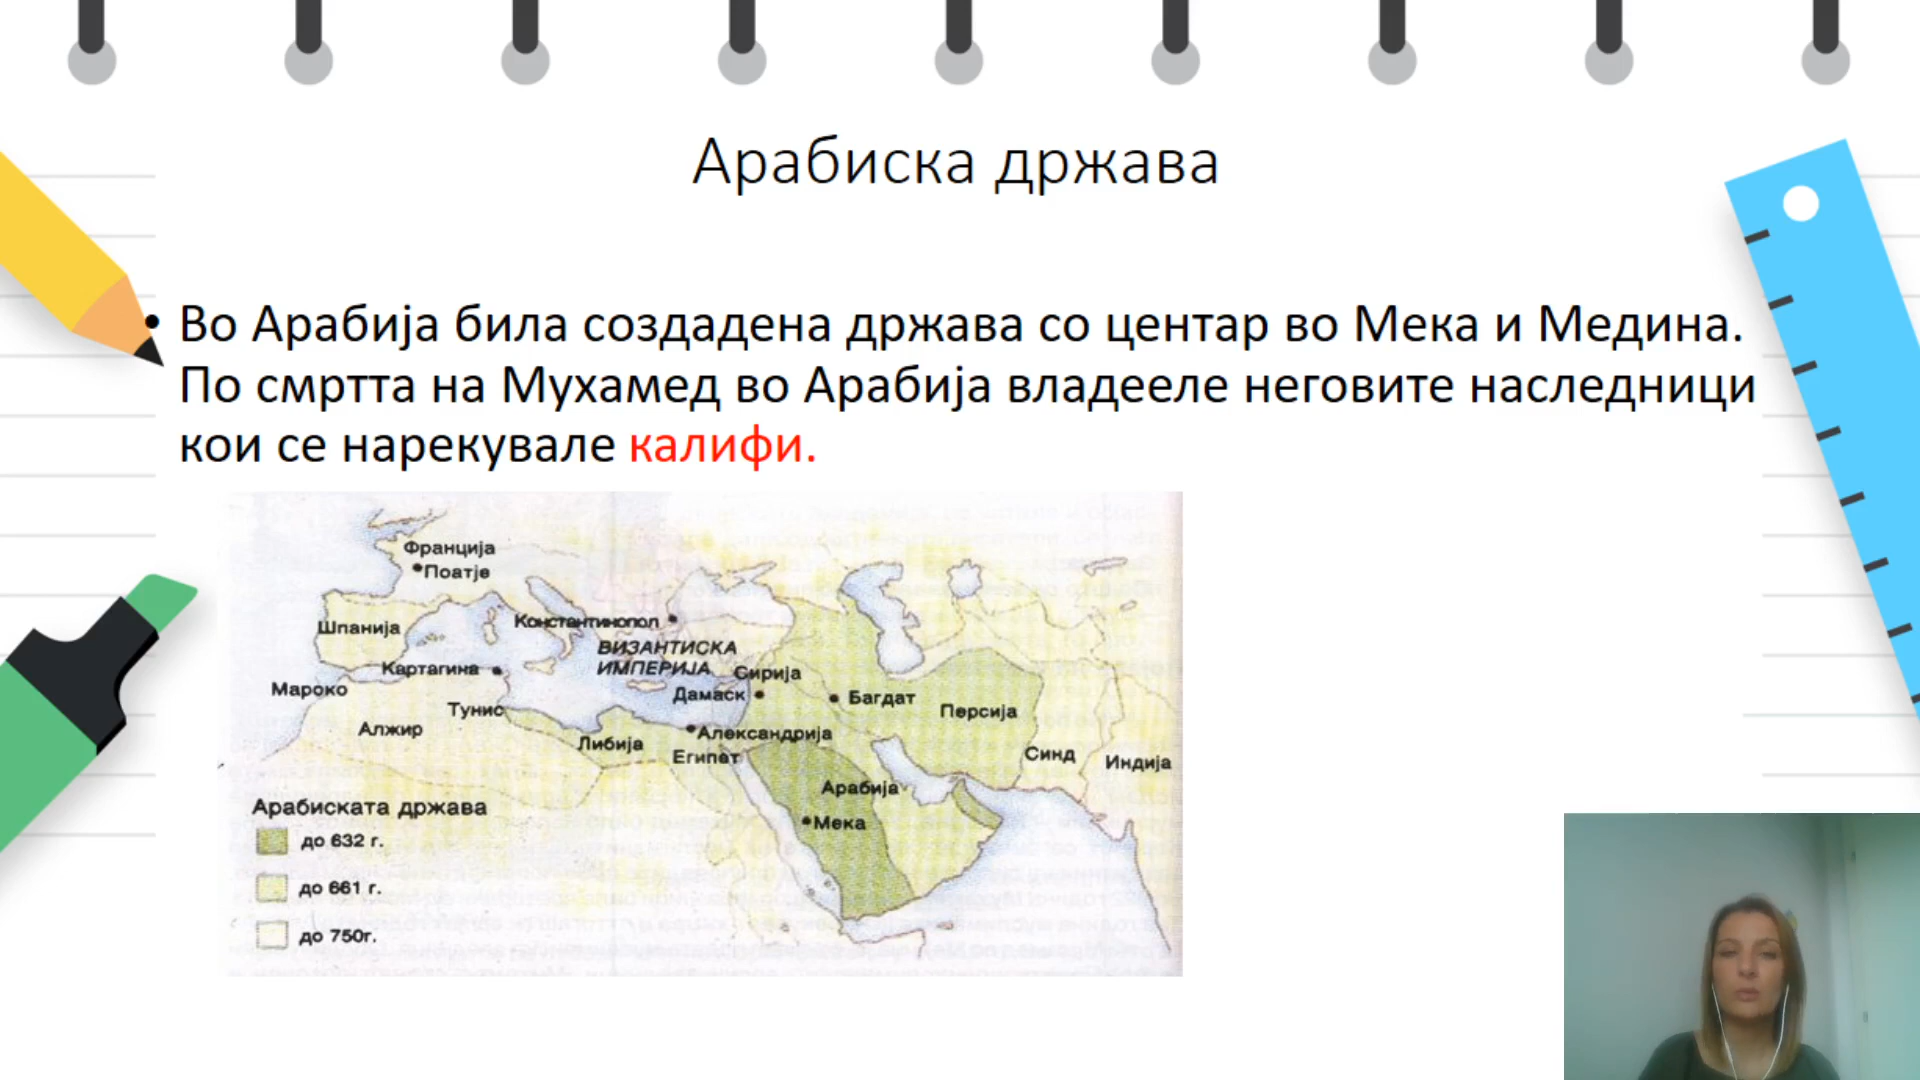 Арабиска држава
• Во Арабија била создадена држава со центар во Мека и Медина.
По смртта на Мухамед во Арабија владееле неговите наследници
кои се нарекувале калифи.
Франција
Поатје
Шпанија
Константинопол
ВИЗАНТИСКА
ИМПЕРИЈА
Картагина
Сирија
Мароко
Дамаск
Багдат
Персија
Тунис
Алжир
Либија
Александрија
Египат
Синд
Индија
Арабија
Мека
Арабиската држава
до 632 г.
до 661 г.
до 750г.